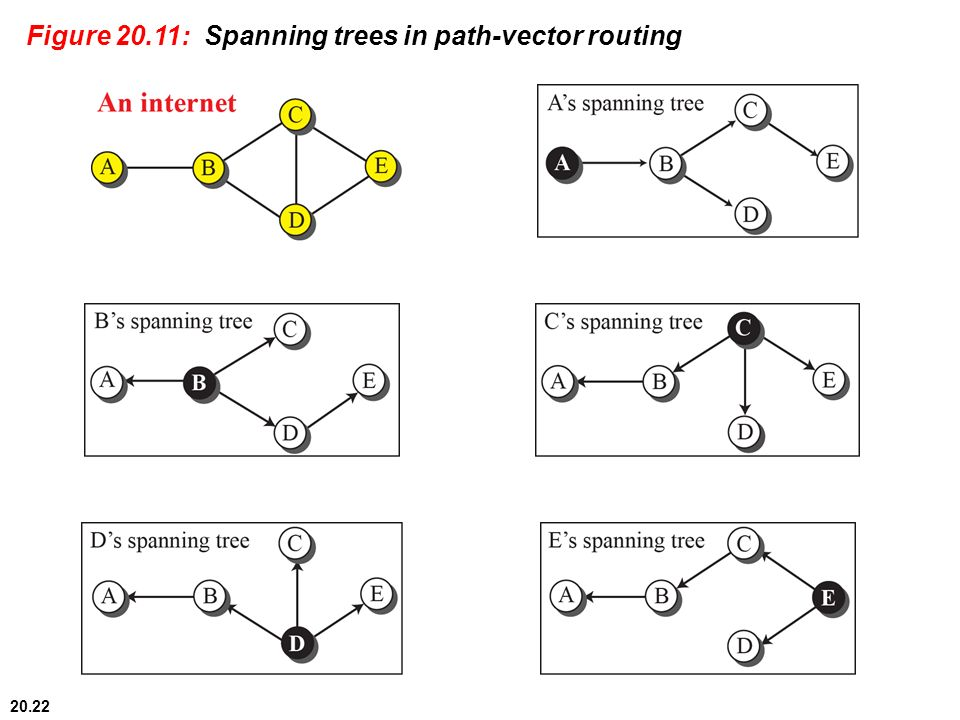 Figure 20.11: Spanning trees in path-vector routing
An internet
A
B
C
D
E
A's spanning tree
A
B
C
D
E
B's spanning tree
A
B
C
D
E
C's spanning tree
A
B
C
D
E
D's spanning tree
A
B
C
D
E
E's spanning tree
A
B
C
D
E
20.22